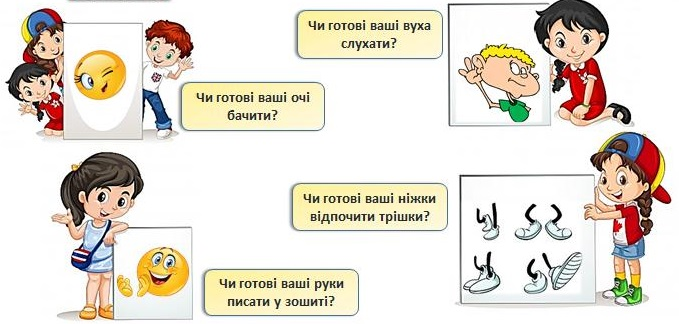 Чи готові ваші вуха
слухати?
Чи готові ваші очі
бачити?
Чи готові ваші ніжки
відпочити трішки?
Чи готові ваші руки
писати у зошиті?